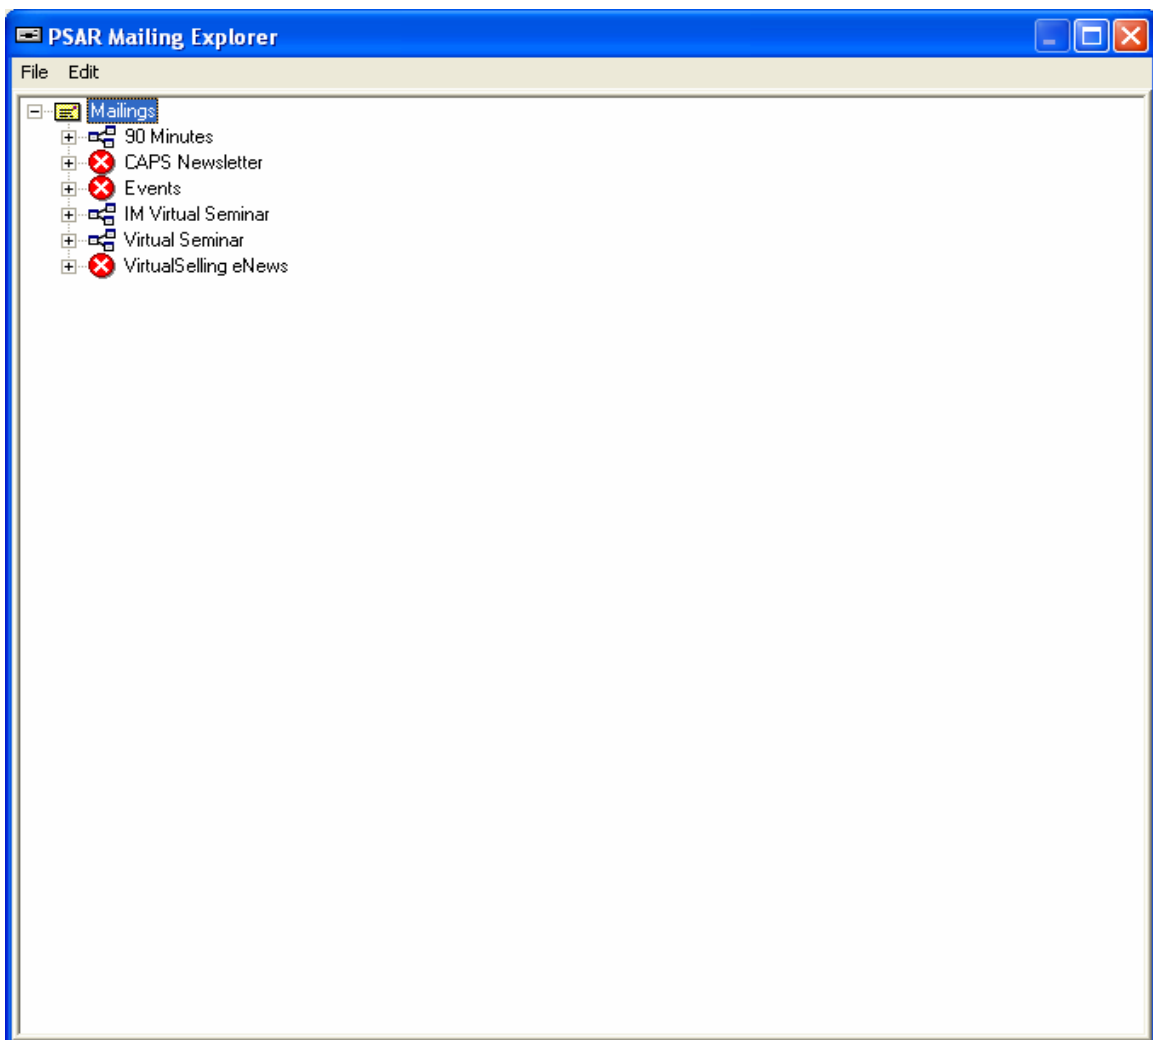 PSAR Mailing Explorer
File Edit
Mailings
90 Minutes
CAPS Newsletter
Events
IM Virtual Seminar
Virtual Seminar
VirtualSelling eNews